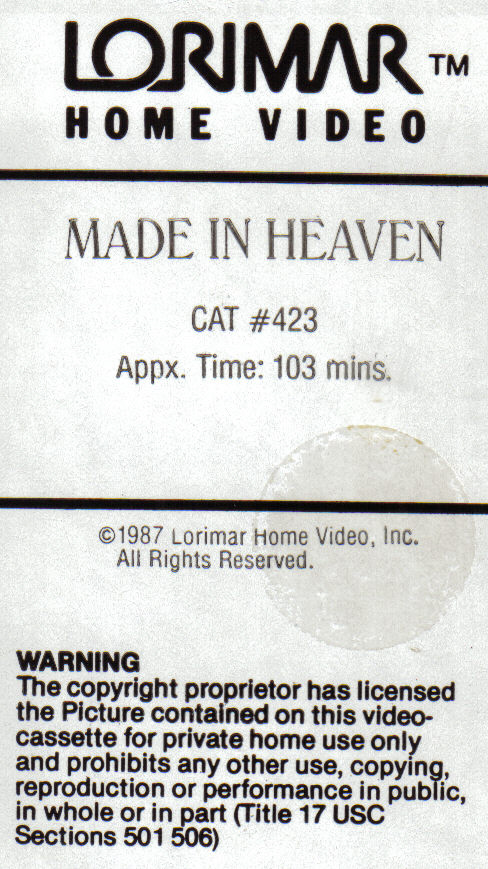 LORIMAR TM
HOME VIDEO
MADE IN HEAVEN
CAT #423
Appx. Time: 103 mins.
©1987 Lorimar Home Video, Inc.
All Rights Reserved.
WARNING
The copyright proprietor has licensed
the Picture contained on this video-
cassette for private home use only
and prohibits any other use, copying,
reproduction or performance in public,
in whole or in part (Title 17 USC
Sections 501 506)